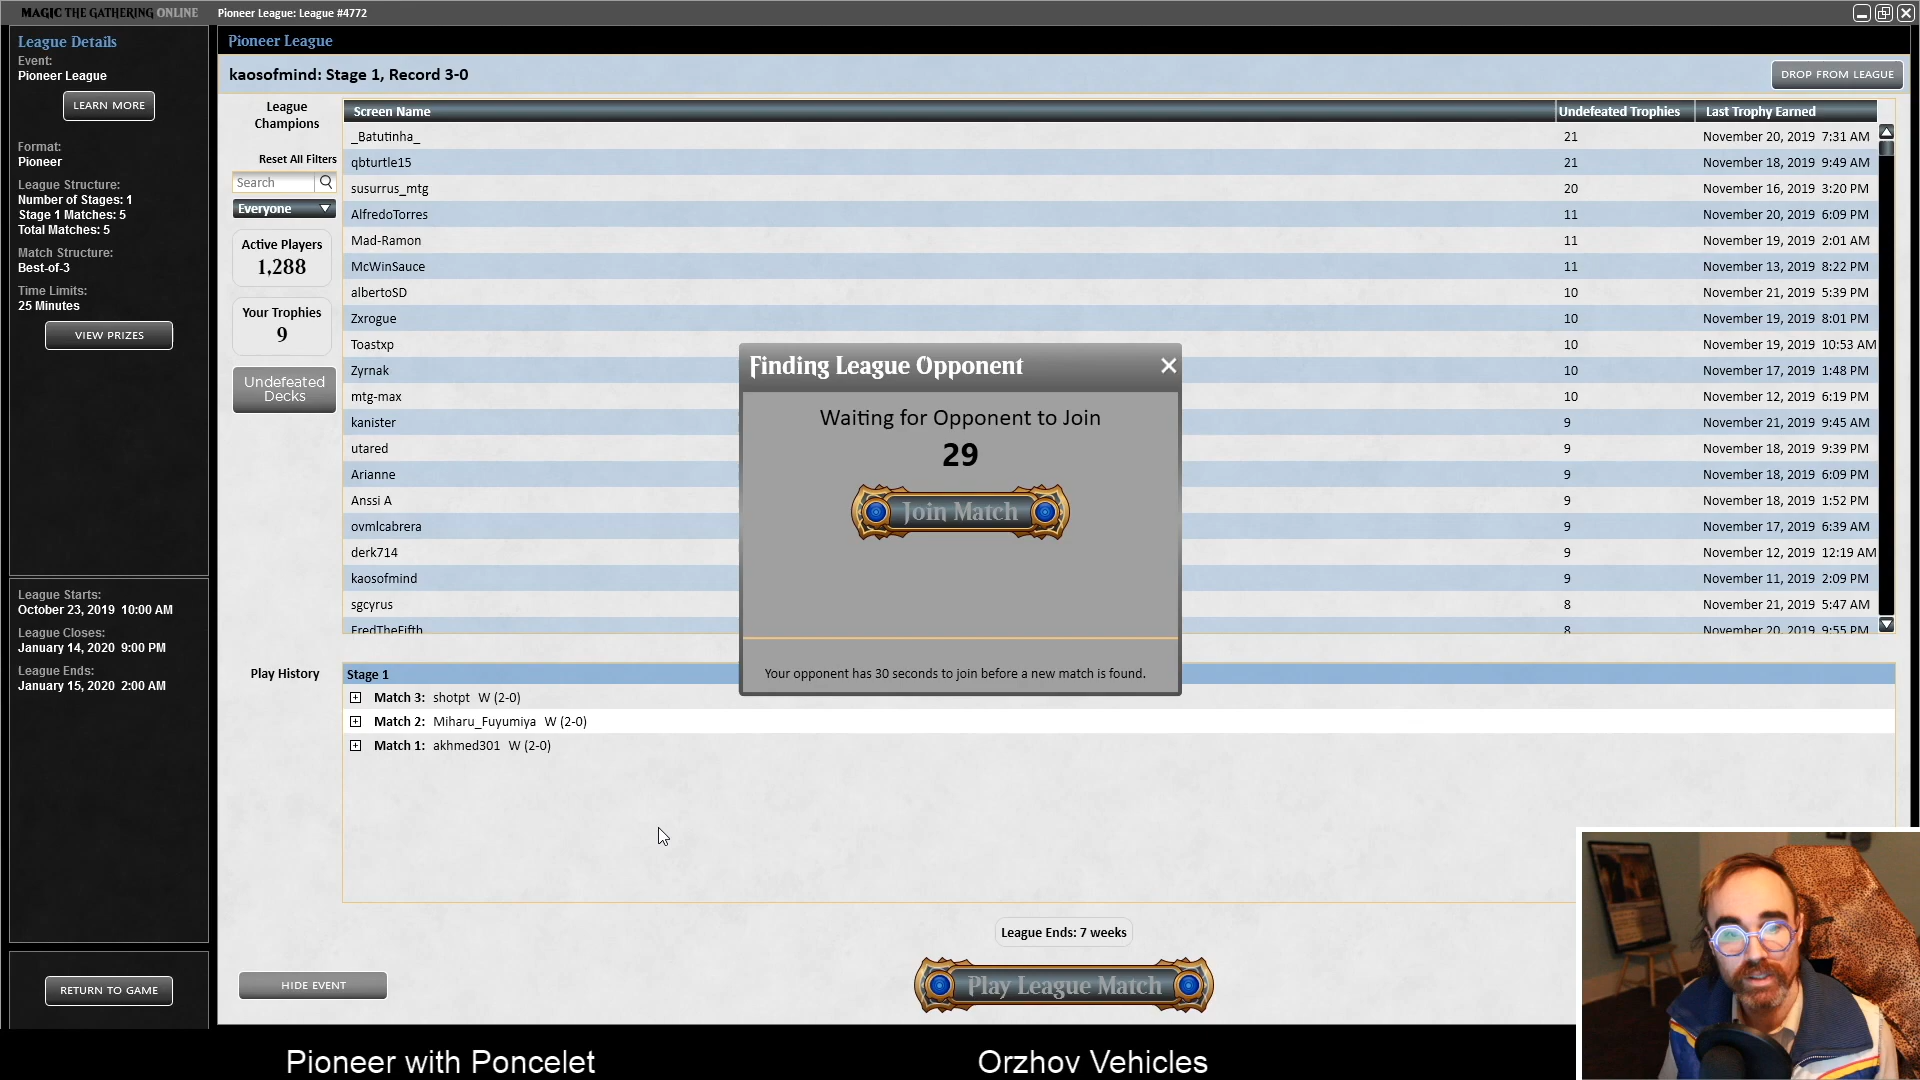 MAGIC THE GATHERING ONLINE
Pioneer League: League #4772
League Details
Event:
Pioneer League
LEARN MORE
Format:
Pioneer
League Structure:
Number of Stages: 1
Stage 1 Matches: 5
Total Matches: 5
Match Structure:
Best-of-3
Time Limits:
25 Minutes
VIEW PRIZES
League Starts:
October 23, 2019 10:00 AM
League Closes:
January 14, 2020 9:00 PM
League Ends:
January 15, 2020 2:00 AM
RETURN TO GAME
Pioneer League
kaosofmind: Stage 1, Record 3-0
DROP FROM LEAGUE
League
Champions
Reset All Filters
Search
Everyone
Active Players
1,288
Your Trophies
9
Undefeated
Decks
Screen Name Undefeated Trophies Last Trophy Earned
_Batutinha_ 21 November 20, 2019 7:31 AM
qbturtle15 21 November 18, 2019 9:49 AM
susurrus_mtg 20 November 16, 2019 3:20 PM
AlfredoTorres 11 November 20, 2019 6:09 PM
Mad-Ramon 11 November 19, 2019 2:01 AM
McWinSauce 11 November 13, 2019 8:22 PM
albertoSD 10 November 21, 2019 5:39 PM
Zxrogue 10 November 19, 2019 8:01 PM
Toastxp 10 November 19, 2019 10:53 AM
Zyrnak 10 November 17, 2019 1:48 PM
mtg-max 10 November 12, 2019 6:19 PM
kanister 9 November 21, 2019 9:45 AM
utared 9 November 18, 2019 9:39 PM
Arianne 9 November 18, 2019 6:09 PM
Anssi A 9 November 18, 2019 1:52 PM
ovmlcabrera 9 November 17, 2019 6:39 AM
derk714 9 November 12, 2019 12:19 AM
kaosofmind 9 November 11, 2019 2:09 PM
sgcyrus 8 November 21, 2019 5:47 AM
FredTheFifth 8 November 20, 2019 9:55 PM
Finding League Opponent
Waiting for Opponent to Join
29
Join Match
Your opponent has 30 seconds to join before a new match is found.
Play History
Stage 1
Match 3: shotpt W (2-0)
Match 2: Miharu_Fuyumiya W (2-0)
Match 1: akhmed301 W (2-0)
League Ends: 7 weeks
HIDE EVENT
Play League Match
Pioneer with Poncelet
Orzhov Vehicles